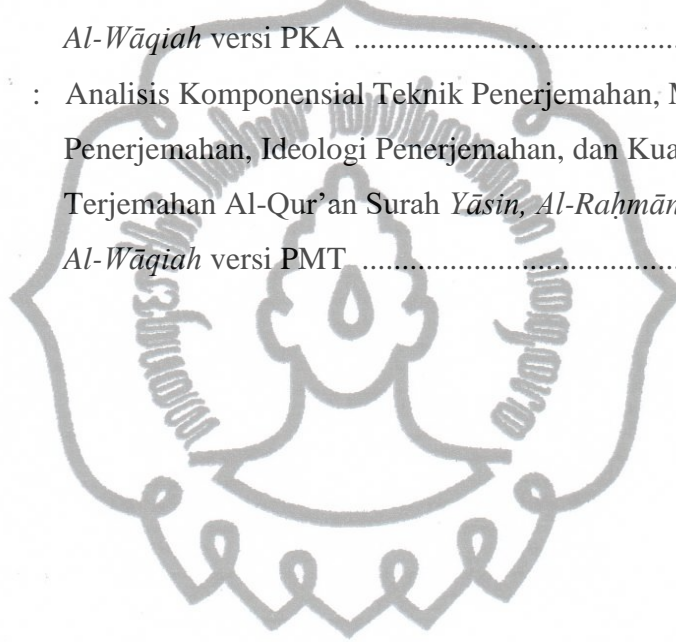 Al-Wāqiah versi PKA ......................................
: Analisis Komponensial Teknik Penerjemahan, M
Penerjemahan, Ideologi Penerjemahan, dan Kua
Terjemahan Al-Qur'an Surah Yāsin, Al-Raḥmān
Al-Wāqiah versi PMT .....................................